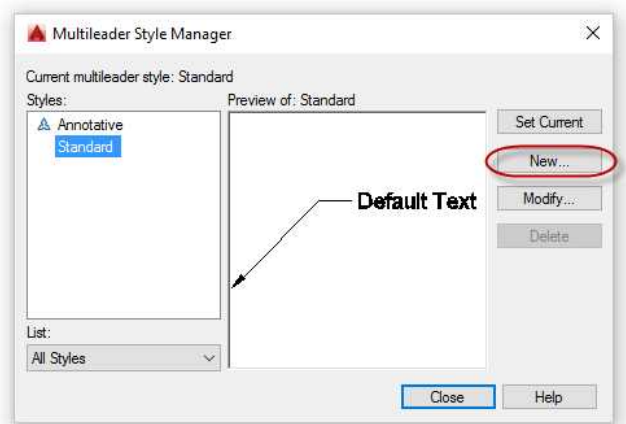 Multileader Style Manager
Current multileader style: Standard
Styles:
Preview of: Standard
Annotative
Standard
Default Text
Set Current
New...
Modify...
Delete
List:
All Styles
Close
Help